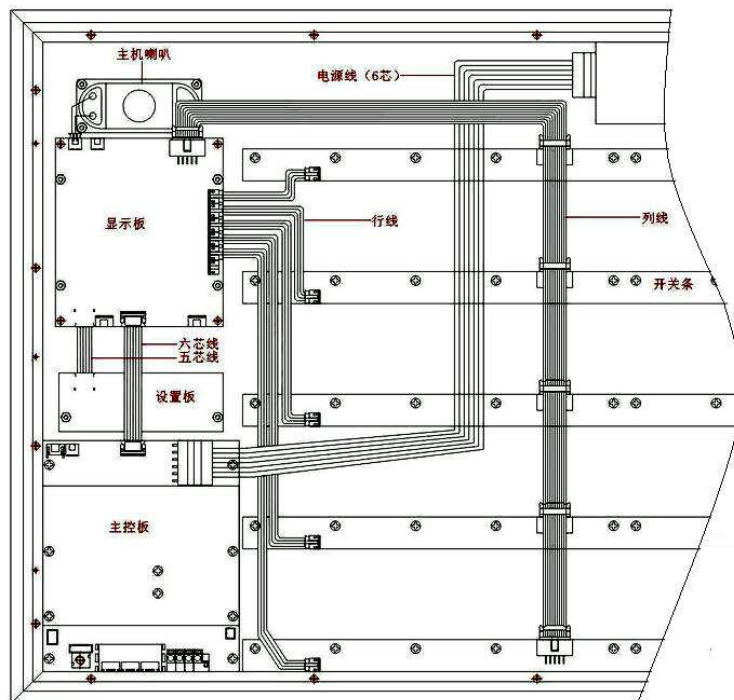 主机喇叭
电源线（6芯）
显示板
行线
列线
开关条
六芯线
五芯线
设置板
主控板